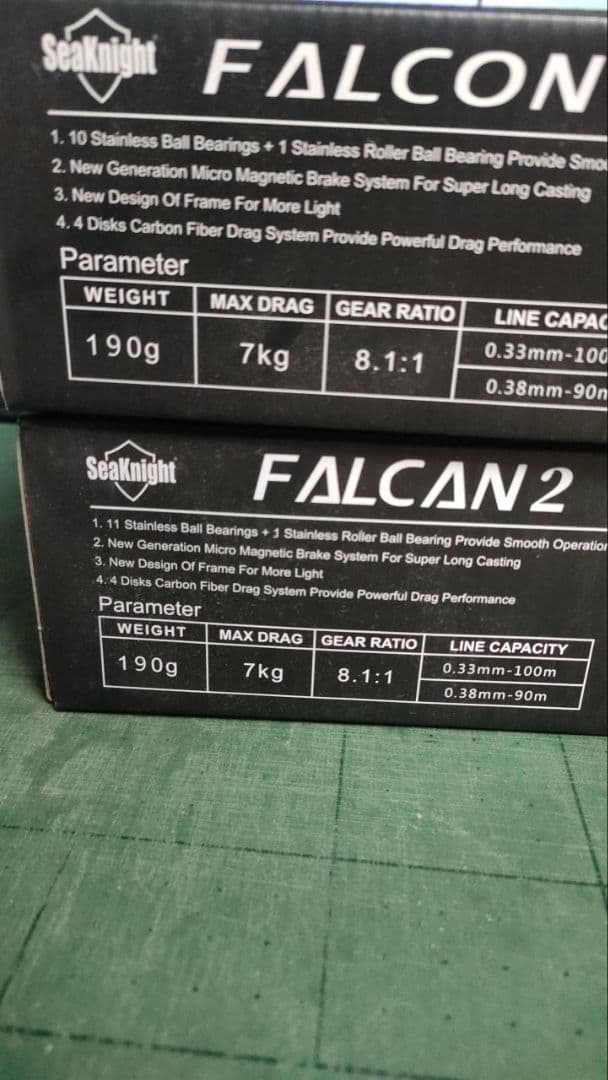 SeaKnight FALCON
1. 10 Stainless Ball Bearings + 1 Stainless Roller Ball Bearing Provide Smo
2. New Generation Micro Magnetic Brake System For Super Long Casting
3. New Design Of Frame For More Light
4. 4 Disks Carbon Fiber Drag System Provide Powerful Drag Performance
Parameter
WEIGHT MAX DRAG GEAR RATIO LINE CAPAC
190g 7kg 8.1:1 0.33mm-100
0.38mm-90m
SeaKnight FALCAN2
1. 11 Stainless Ball Bearings + 1 Stainless Roller Ball Bearing Provide Smooth Operation
2. New Generation Micro Magnetic Brake System For Super Long Casting
3. New Design Of Frame For More Light
4. 4 Disks Carbon Fiber Drag System Provide Powerful Drag Performance
Parameter
WEIGHT MAX DRAG GEAR RATIO LINE CAPACITY
190g 7kg 8.1:1 0.33mm-100m
0.38mm-90m